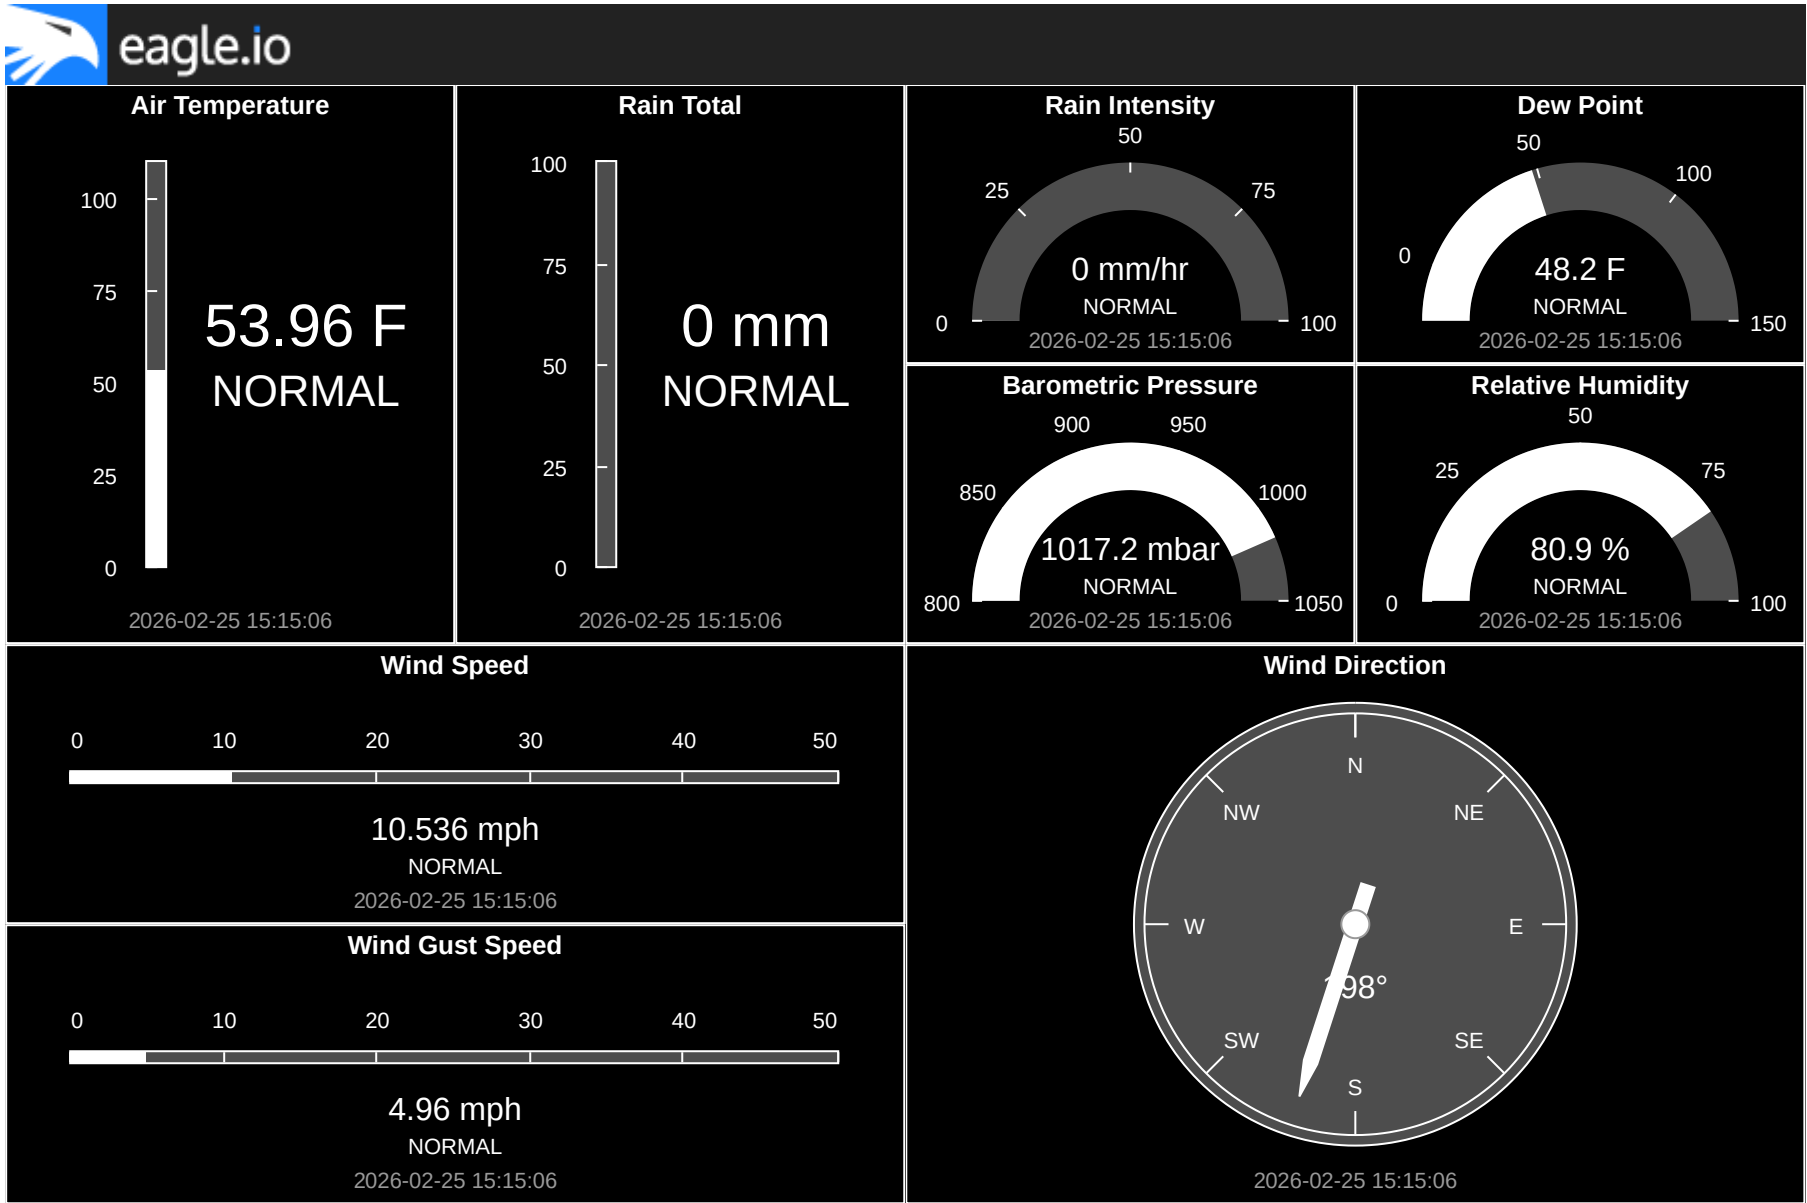 eagle.io
Air Temperature
100
75
50
25
0
53.96 F
NORMAL
2026-02-25 15:15:06
Rain Total
100
75
50
25
0
0 mm
NORMAL
2026-02-25 15:15:06
Rain Intensity
0
25
50
75
100
0 mm/hr
NORMAL
2026-02-25 15:15:06
Dew Point
0
50
100
150
48.2 F
NORMAL
2026-02-25 15:15:06
Barometric Pressure
800
850
900
950
1000
1050
1017.2 mbar
NORMAL
2026-02-25 15:15:06
Relative Humidity
0
25
50
75
100
80.9 %
NORMAL
2026-02-25 15:15:06
Wind Speed
0 10 20 30 40 50
10.536 mph
NORMAL
2026-02-25 15:15:06
Wind Gust Speed
0 10 20 30 40 50
4.96 mph
NORMAL
2026-02-25 15:15:06
Wind Direction
N
NW NE
W E
198°
SW SE
S
2026-02-25 15:15:06